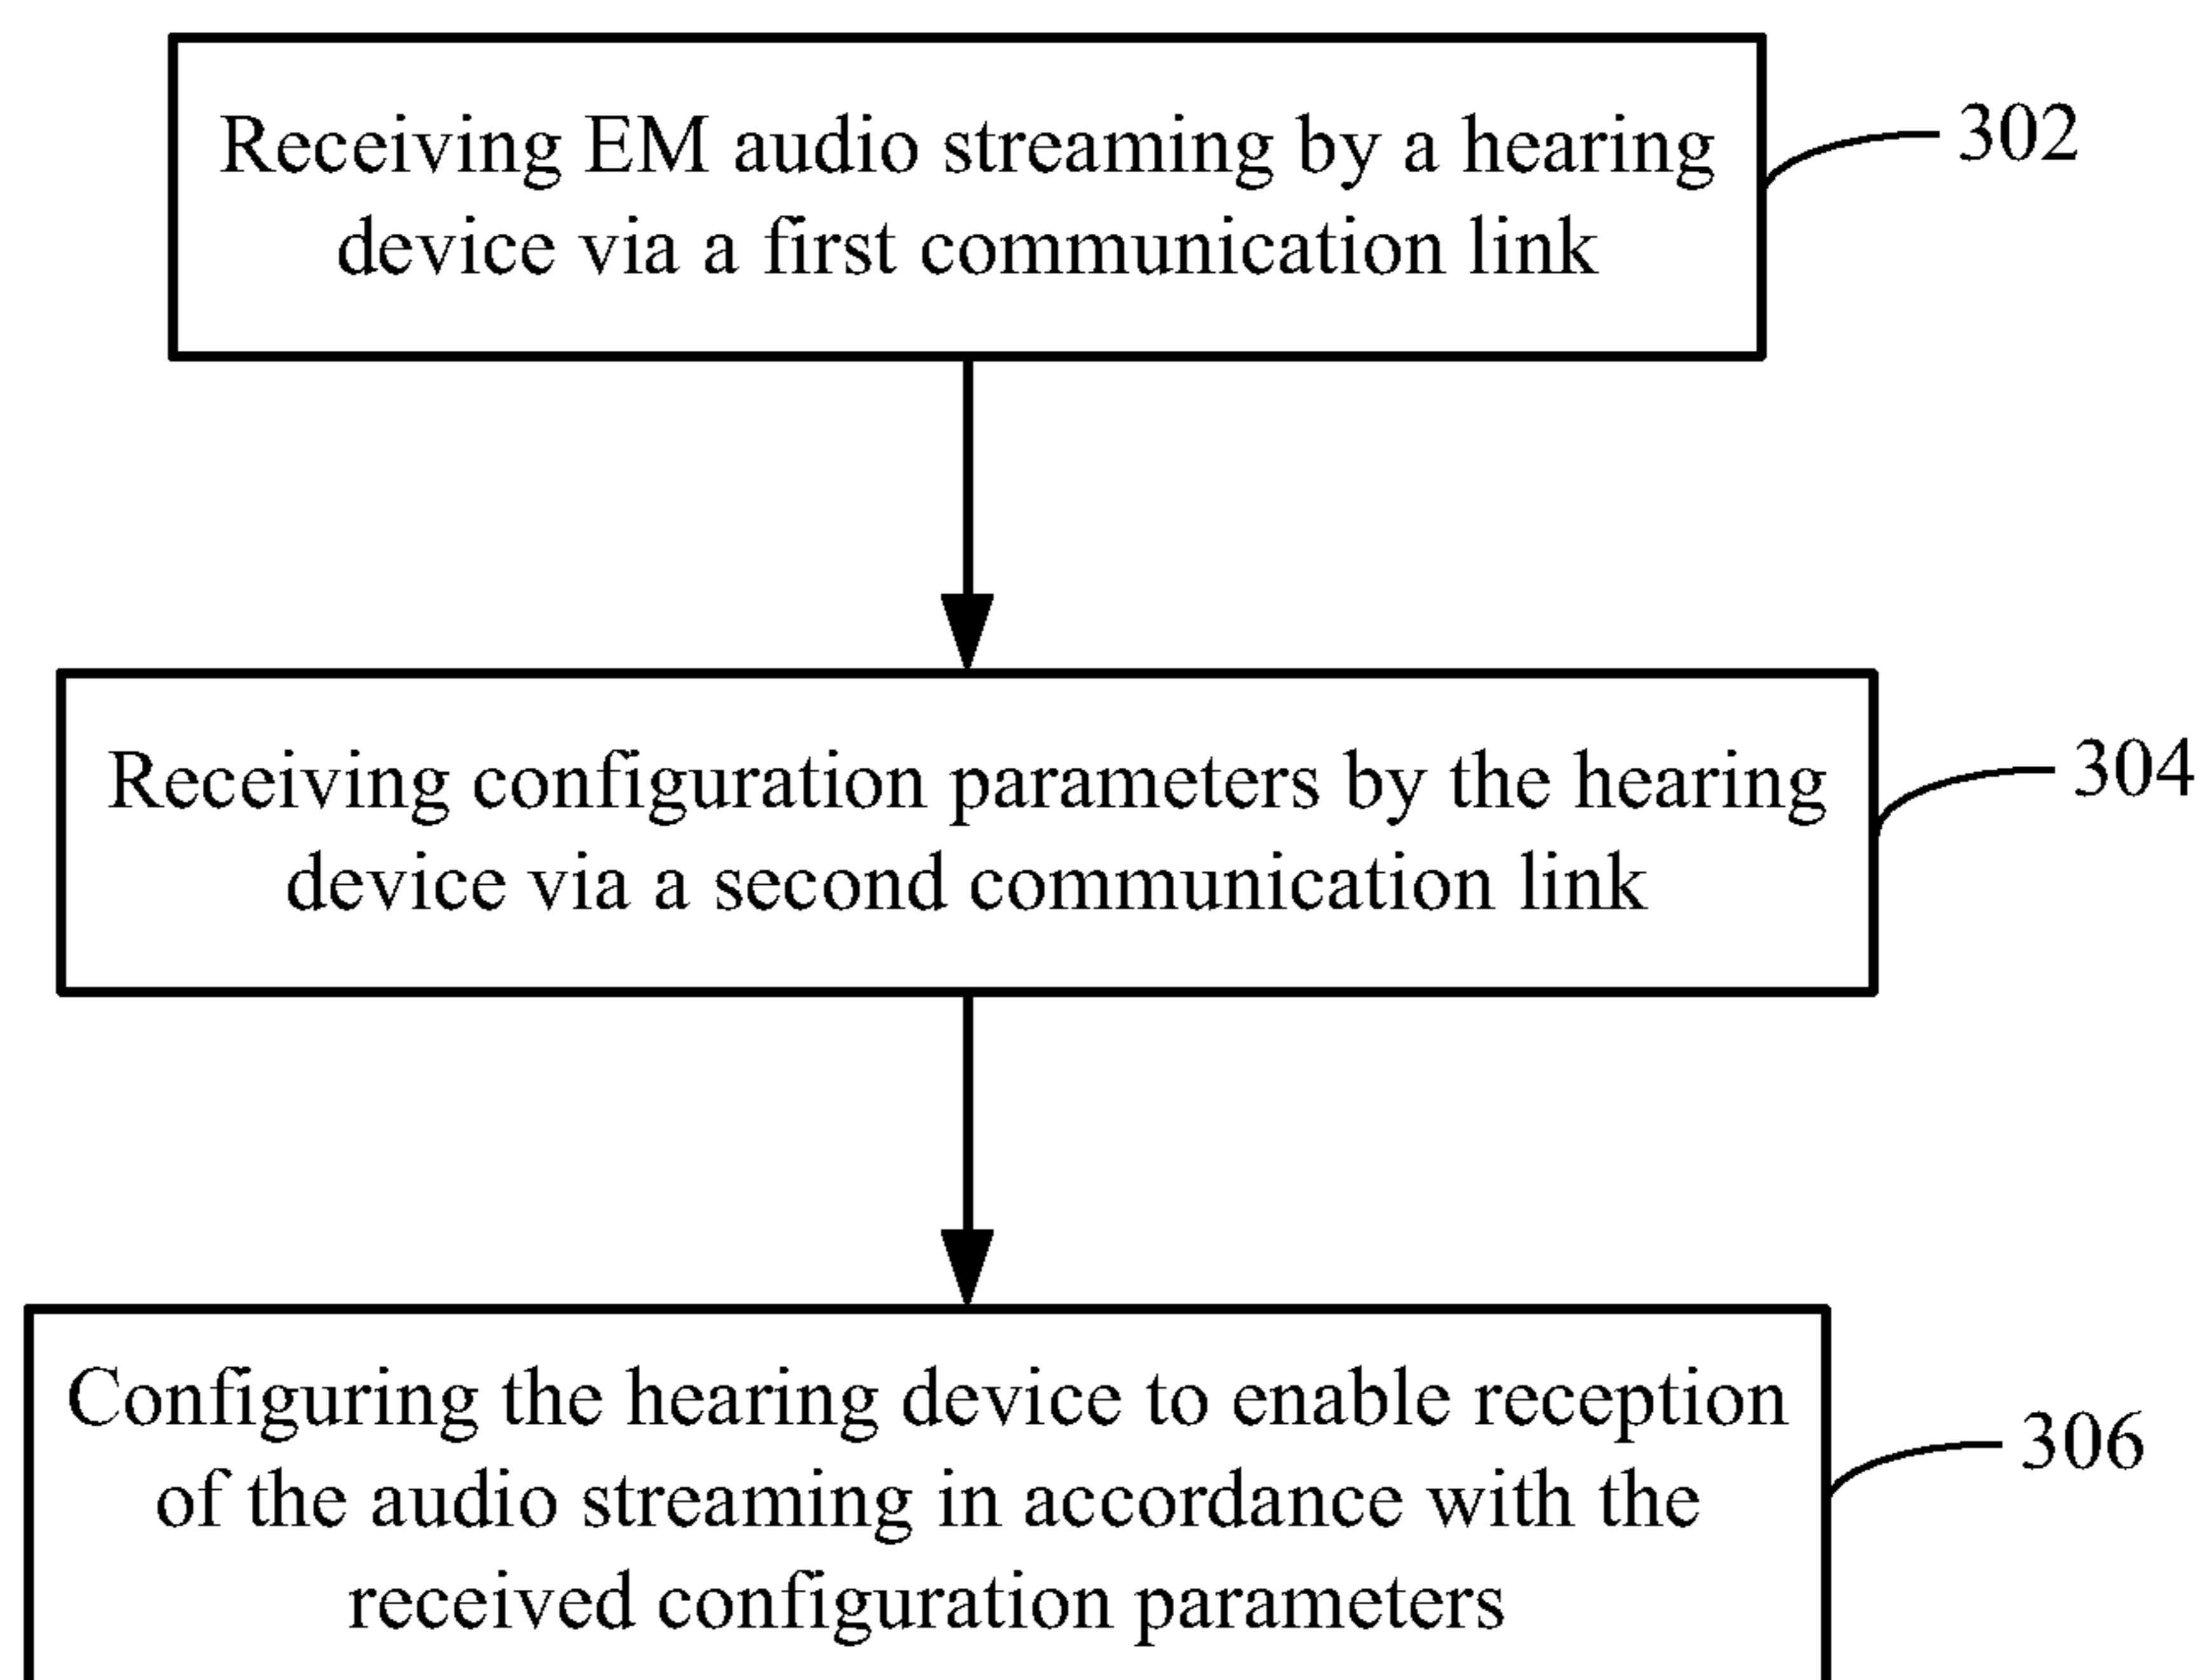 Receiving EM audio streaming by a hearing
device via a first communication link
302
Receiving configuration parameters by the hearing
device via a second communication link
304
Configuring the hearing device to enable reception
of the audio streaming in accordance with the
received configuration parameters
306